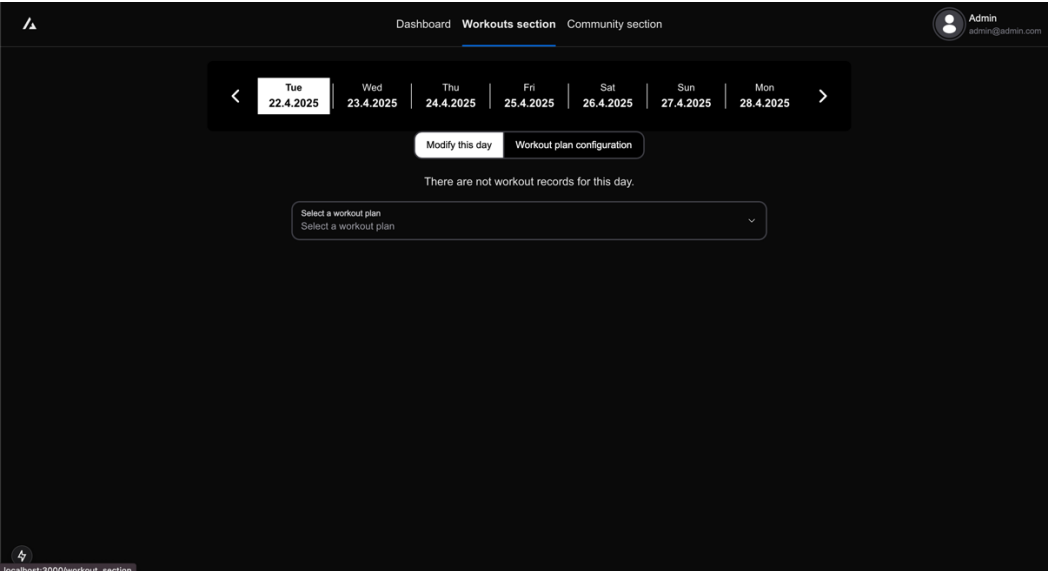 Dashboard Workouts section Community section
Admin
admin@admin.com
Tue Wed Thu Fri Sat Sun Mon
22.4.2025 23.4.2025 24.4.2025 25.4.2025 26.4.2025 27.4.2025 28.4.2025
Modify this day Workout plan configuration
There are not workout records for this day.
Select a workout plan
Select a workout plan
localhost:3000/workout_section